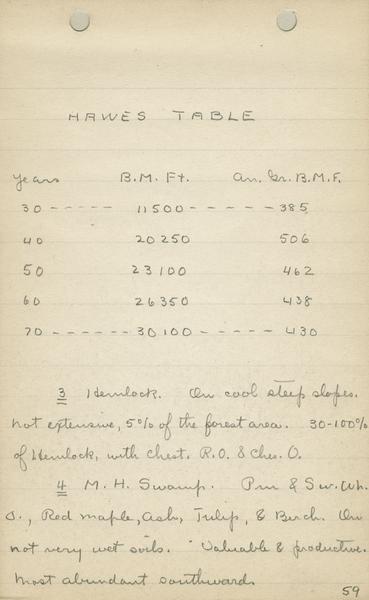 HAWES TABLE
Years B.M. Ft. An. Gr. B.M.F.
30 ----- 11500 ------ 385
40 20250 506
50 23100 462
60 26350 438
70 ------ 30100 ----- 430
3 Hemlock. On cool steep slopes.
not extensive, 5% of the forest area. 30-100%
of Hemlock, with chest. R.O. & Ches. O.
4 M. H. Swamp. Pin & Sw. Wh.
O., Red maple, Ash, Tulip, & Birch. On
not very wet soils. Valuable & productive.
Most abundant southward.
59